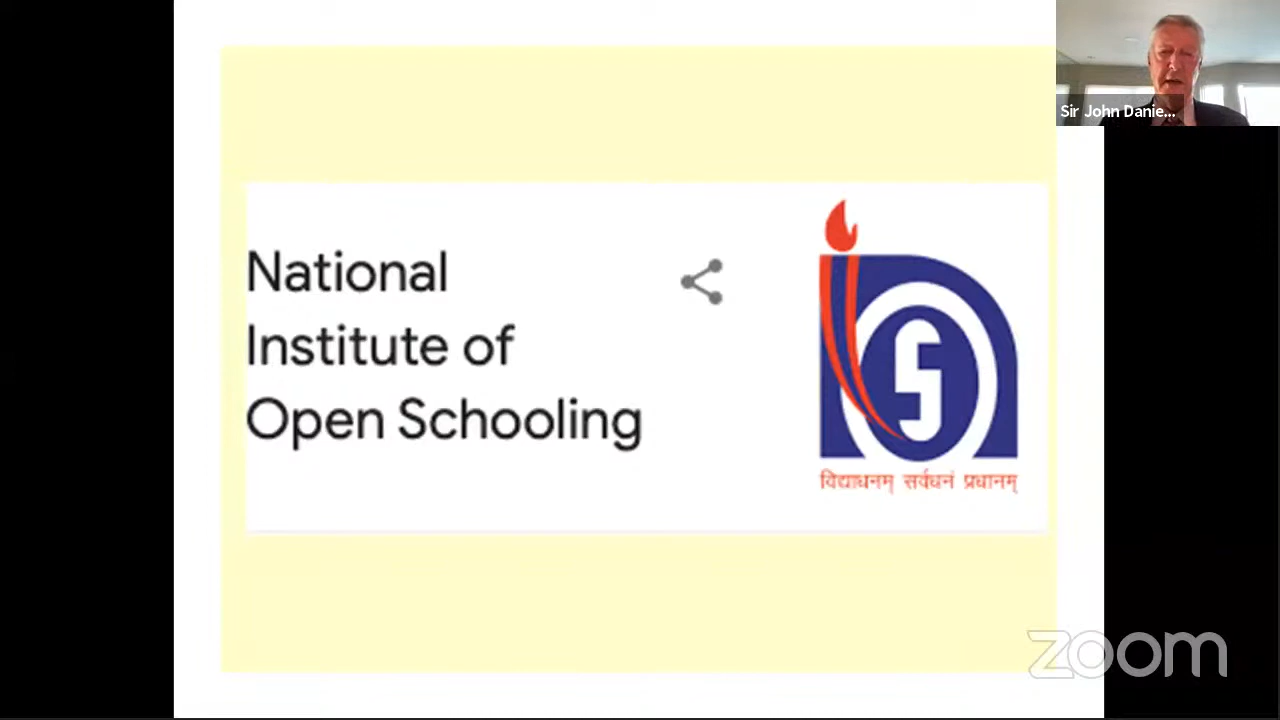 Sir John Danie...
National
Institute of
Open Schooling
विद्याधनम् सर्वधनं प्रधानम्
zoom